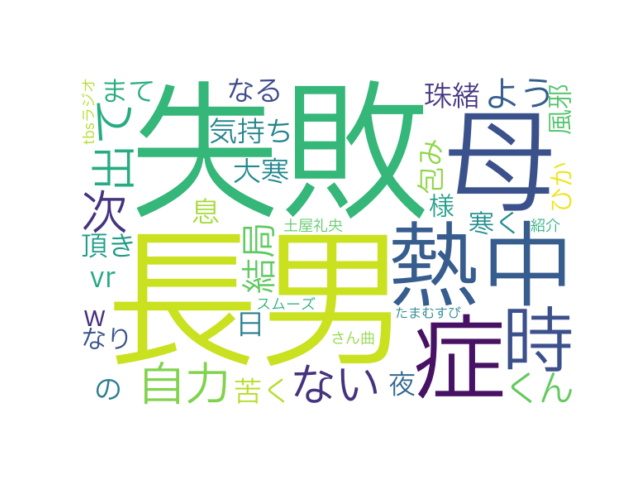 tbsラジオ
まて
なる
失敗
気持ち
大寒
出てく
次
息
頂き
vr
w
なり
の
長男
結局
日
自力
苦く
ない
夜
土屋礼央
スムーズ
さん曲
珠緒
よう
風邪
母
包み
ひか
様
寒く
紹介
熱中症
時
たまむすび
くん